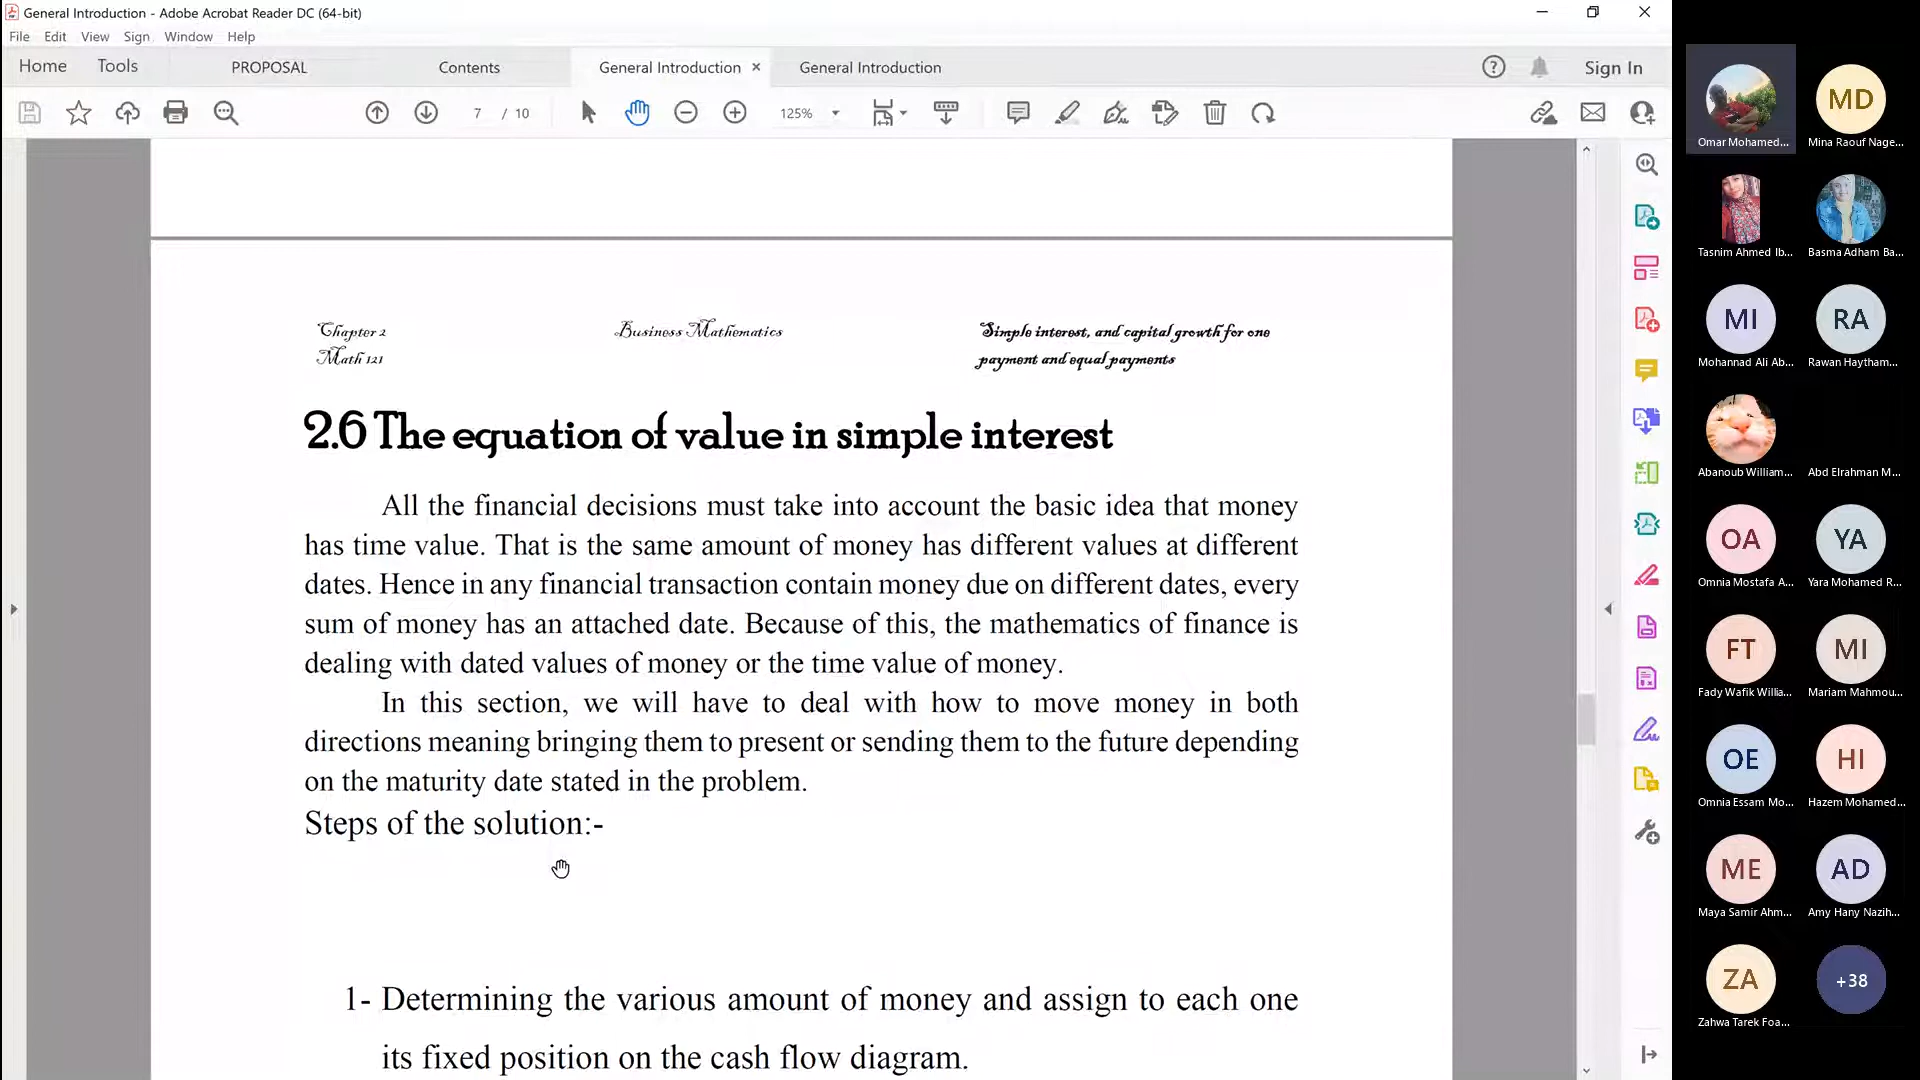 General Introduction - Adobe Acrobat Reader DC (64-bit)
File Edit View Sign Window Help
Home Tools PROPOSAL Contents General Introduction × General Introduction Sign In
7 / 10 125%
Chapter 2 Business Mathematics Simple interest, and capital growth for one
Math 121 payment and equal payments
2.6 The equation of value in simple interest
All the financial decisions must take into account the basic idea that money
has time value. That is the same amount of money has different values at different
dates. Hence in any financial transaction contain money due on different dates, every
sum of money has an attached date. Because of this, the mathematics of finance is
dealing with dated values of money or the time value of money.
In this section, we will have to deal with how to move money in both
directions meaning bringing them to present or sending them to the future depending
on the maturity date stated in the problem.
Steps of the solution:-
1- Determining the various amount of money and assign to each one
its fixed position on the cash flow diagram.
MD
Omar Mohamed... Mina Raouf Nage...
Tasnim Ahmed Ib... Basma Adham Ba...
MI RA
Mohannad Ali Ab... Rawan Haytham...
Abanoub William... Abd Elrahman M...
OA YA
Omnia Mostafa A... Yara Mohamed R...
FT MI
Fady Wafik Willia... Mariam Mahmou...
OE HI
Omnia Essam Mo... Hazem Mohamed...
ME AD
Maya Samir Ahm... Amy Hany Nazih...
ZA +38
Zahwa Tarek Foa...